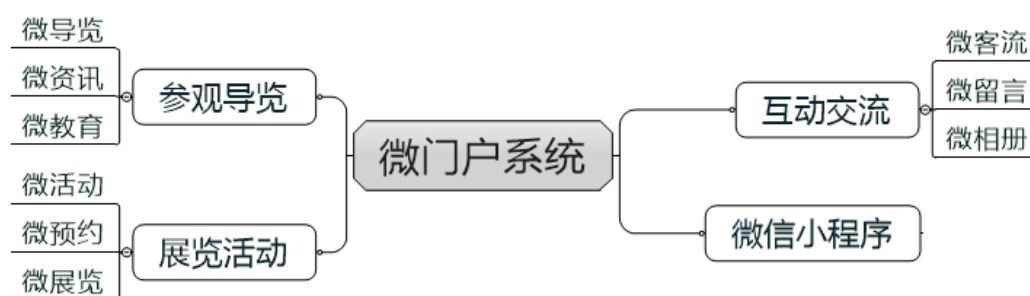 微导览
微资讯
微教育
参观导览
微活动
微预约
微展览
展览活动
微门户系统
互动交流
微客流
微留言
微相册
微信小程序